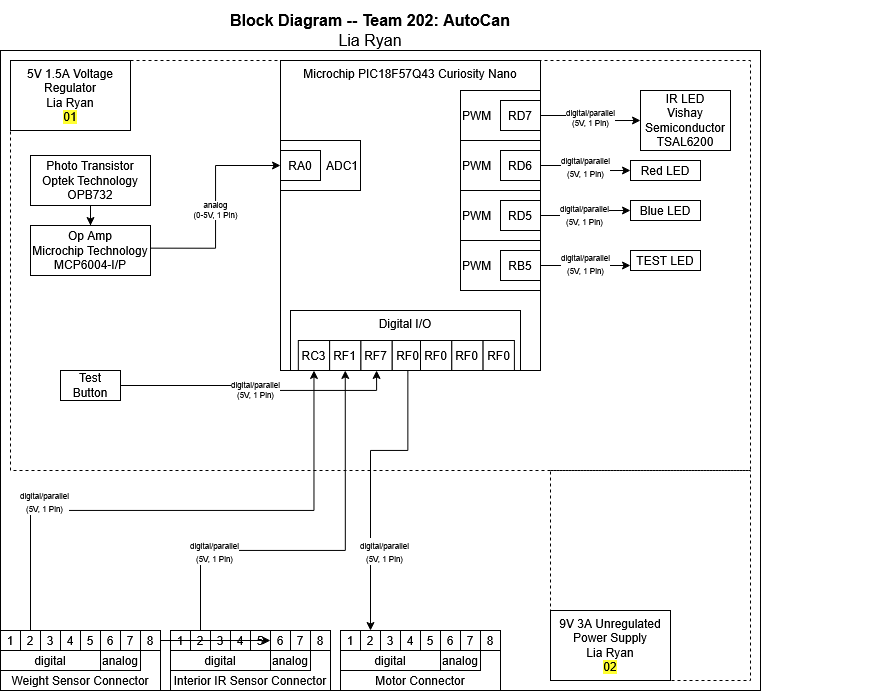 Block Diagram -- Team 202: AutoCan
Lia Ryan
5V 1.5A Voltage
Regulator
Lia Ryan
01
Microchip PIC18F57Q43 Curiosity Nano
PWM RD7
digital/parallel
(5V, 1 Pin)
IR LED
Vishay
Semiconductor
TSAL6200
Photo Transistor
Optek Technology
OPB732
RA0 ADC1
PWM RD6
digital/parallel
(5V, 1 Pin)
Red LED
analog
(0-5V, 1 Pin)
PWM RD5
digital/parallel
(5V, 1 Pin)
Blue LED
Op Amp
Microchip Technology
MCP6004-I/P
PWM RB5
digital/parallel
(5V, 1 Pin)
TEST LED
Digital I/O
RC3 RF1 RF7 RF0 RF0 RF0 RF0
Test
Button
digital/parallel
(5V, 1 Pin)
digital/parallel
(5V, 1 Pin)
digital/parallel
(5V, 1 Pin)
digital/parallel
(5V, 1 Pin)
1 2 3 4 5 6 7 8
digital analog
Weight Sensor Connector
1 2 3 4 5 6 7 8
digital analog
Interior IR Sensor Connector
1 2 3 4 5 6 7 8
digital analog
Motor Connector
9V 3A Unregulated
Power Supply
Lia Ryan
02